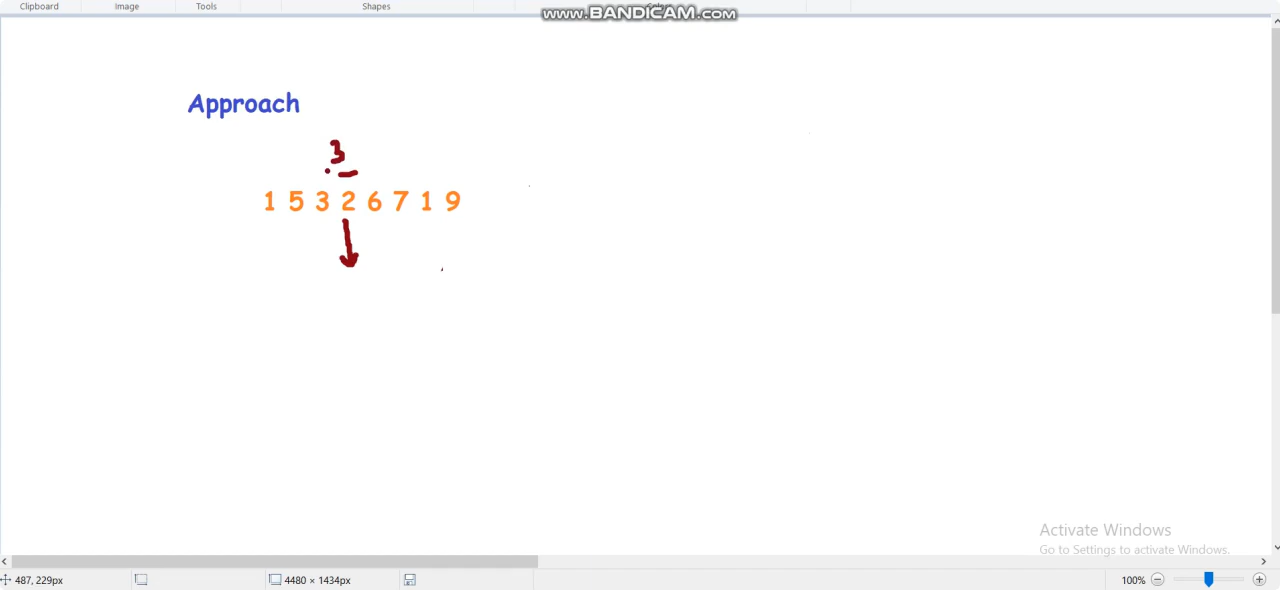 Clipboard Image Tools Shapes
www.BANDICAM.com
Approach
3
1 5 3 2 6 7 1 9
Activate Windows
Go to Settings to activate Windows.
487, 229px 4480 × 1434px 100%